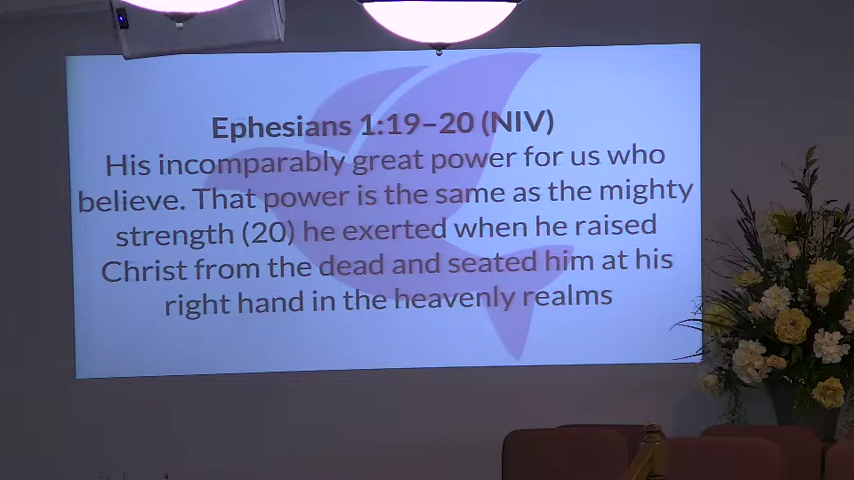 Ephesians 1:19–20 (NIV)
His incomparably great power for us who
believe. That power is the same as the mighty
strength (20) he exerted when he raised
Christ from the dead and seated him at his
right hand in the heavenly realms